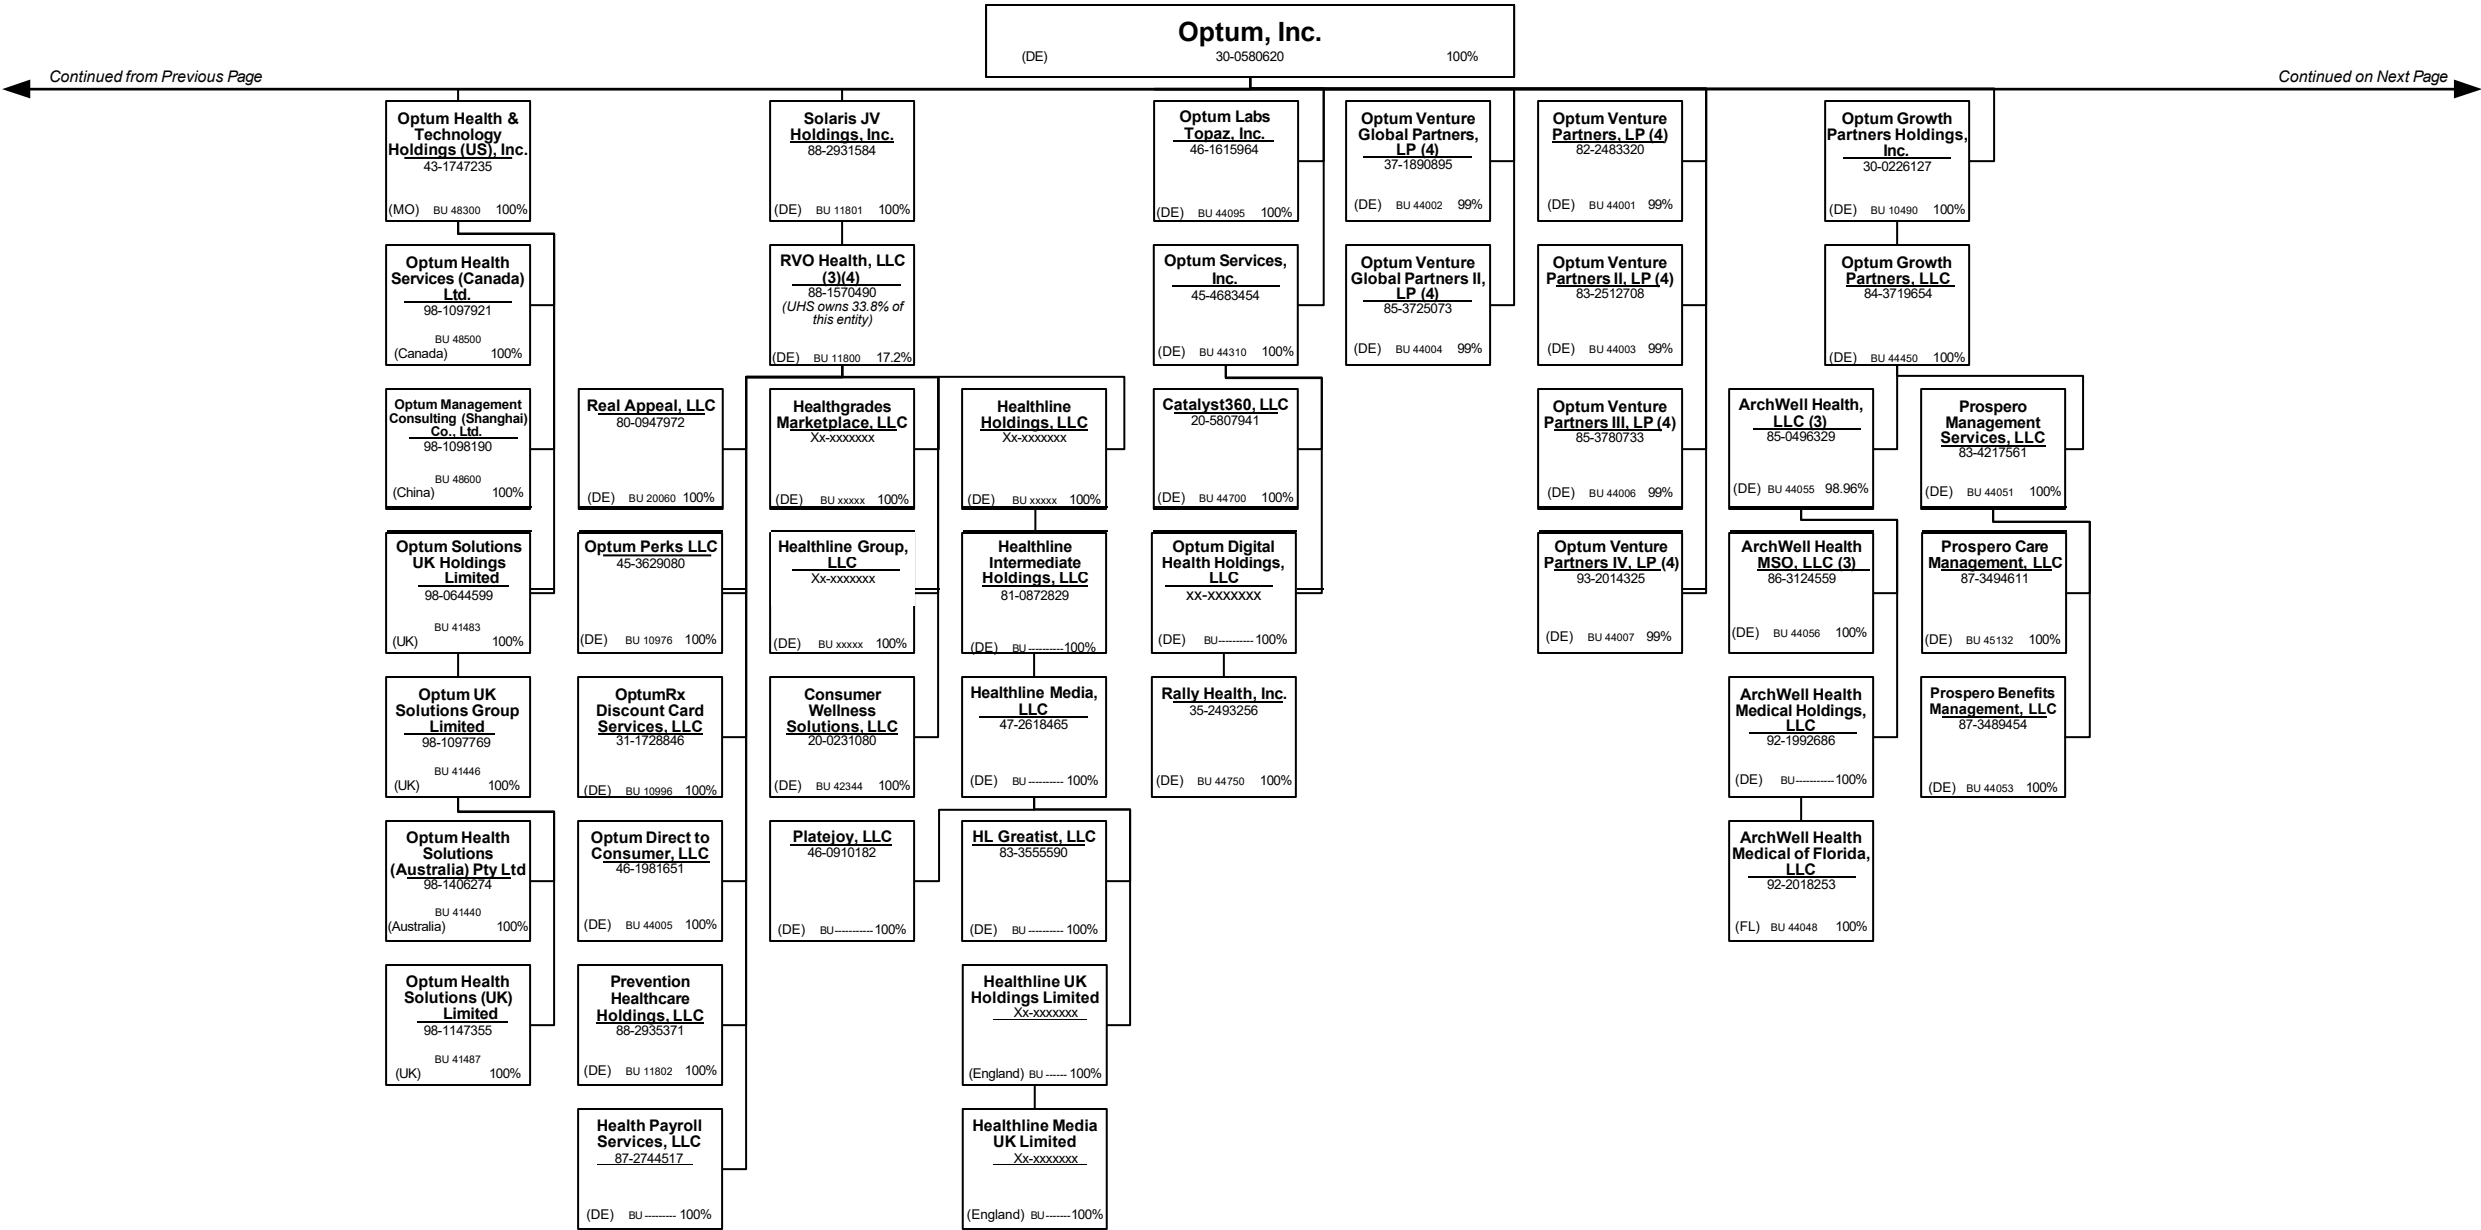 Optum, Inc.
(DE) 30-0580620 100%
Continued from Previous Page
Continued on Next Page
Optum Health &
Technology
Holdings (US), Inc.
43-1747235
(MO) BU 48300 100%
Solaris JV
Holdings, Inc.
88-2931584
(DE) BU 11801 100%
Optum Labs
Topaz, Inc.
46-1615964
(DE) BU 44095 100%
Optum Venture
Global Partners,
LP (4)
37-1890895
(DE) BU 44002 99%
Optum Venture
Partners, LP (4)
82-2483320
(DE) BU 44001 99%
Optum Growth
Partners Holdings,
Inc.
30-0226127
(DE) BU 10490 100%
Optum Health
Services (Canada)
Ltd.
98-1097921
BU 48500
(Canada) 100%
RVO Health, LLC
(3)(4)
88-1570490
(UHS owns 33.8% of
this entity)
(DE) BU 11800 17.2%
Optum Services,
Inc.
45-4683454
(DE) BU 44310 100%
Optum Venture
Global Partners II,
LP (4)
85-3725073
(DE) BU 44004 99%
Optum Venture
Partners II, LP (4)
83-2512708
(DE) BU 44003 99%
Optum Growth
Partners, LLC
84-3719654
(DE) BU 44450 100%
Optum Management
Consulting (Shanghai)
Co., Ltd.
98-1098190
BU 48600
(China) 100%
Real Appeal, LLC
80-0947972
(DE) BU 20060 100%
Healthgrades
Marketplace, LLC
Xx-xxxxxxx
(DE) BU xxxxx 100%
Healthline
Holdings, LLC
Xx-xxxxxxx
(DE) BU xxxxx 100%
Catalyst360, LLC
20-5807941
(DE) BU 44700 100%
Optum Venture
Partners III, LP (4)
85-3780733
(DE) BU 44006 99%
ArchWell Health,
LLC (3)
85-0496329
(DE) BU 44055 98.96%
Prospero
Management
Services, LLC
83-4217561
(DE) BU 44051 100%
Optum Solutions
UK Holdings
Limited
98-0644599
BU 41483
(UK) 100%
Optum Perks LLC
45-3629080
(DE) BU 10976 100%
Healthline Group,
LLC
Xx-xxxxxxx
(DE) BU xxxxx 100%
Healthline
Intermediate
Holdings, LLC
81-0872829
(DE) BU ---------- 100%
Optum Digital
Health Holdings,
LLC
xx-xxxxxxx
(DE) BU---------- 100%
Optum Venture
Partners IV, LP (4)
93-2014325
(DE) BU 44007 99%
ArchWell Health
MSO, LLC (3)
86-3124559
(DE) BU 44056 100%
Prospero Care
Management, LLC
87-3494611
(DE) BU 45132 100%
Optum UK
Solutions Group
Limited
98-1097769
BU 41446
(UK) 100%
OptumRx
Discount Card
Services, LLC
31-1728846
(DE) BU 10996 100%
Consumer
Wellness
Solutions, LLC
20-0231080
(DE) BU 42344 100%
Healthline Media,
LLC
47-2618465
(DE) BU ---------- 100%
Rally Health, Inc.
35-2493256
(DE) BU 44750 100%
ArchWell Health
Medical Holdings,
LLC
92-1992686
(DE) BU----------- 100%
Prospero Benefits
Management, LLC
87-3489454
(DE) BU 44053 100%
Optum Health
Solutions
(Australia) Pty Ltd
98-1406274
BU 41440
(Australia) 100%
Optum Direct to
Consumer, LLC
46-1981651
(DE) BU 44005 100%
Platejoy, LLC
46-0910182
(DE) BU----------- 100%
HL Greatist, LLC
83-3555590
(DE) BU ---------- 100%
ArchWell Health
Medical of Florida,
LLC
92-2018253
(FL) BU 44048 100%
Optum Health
Solutions (UK)
Limited
98-1147355
BU 41487
(UK) 100%
Prevention
Healthcare
Holdings, LLC
88-2935371
(DE) BU 11802 100%
Healthline UK
Holdings Limited
Xx-xxxxxxx
(England) BU ------ 100%
Health Payroll
Services, LLC
87-2744517
(DE) BU --------- 100%
Healthline Media
UK Limited
Xx-xxxxxxx
(England) BU------- 100%